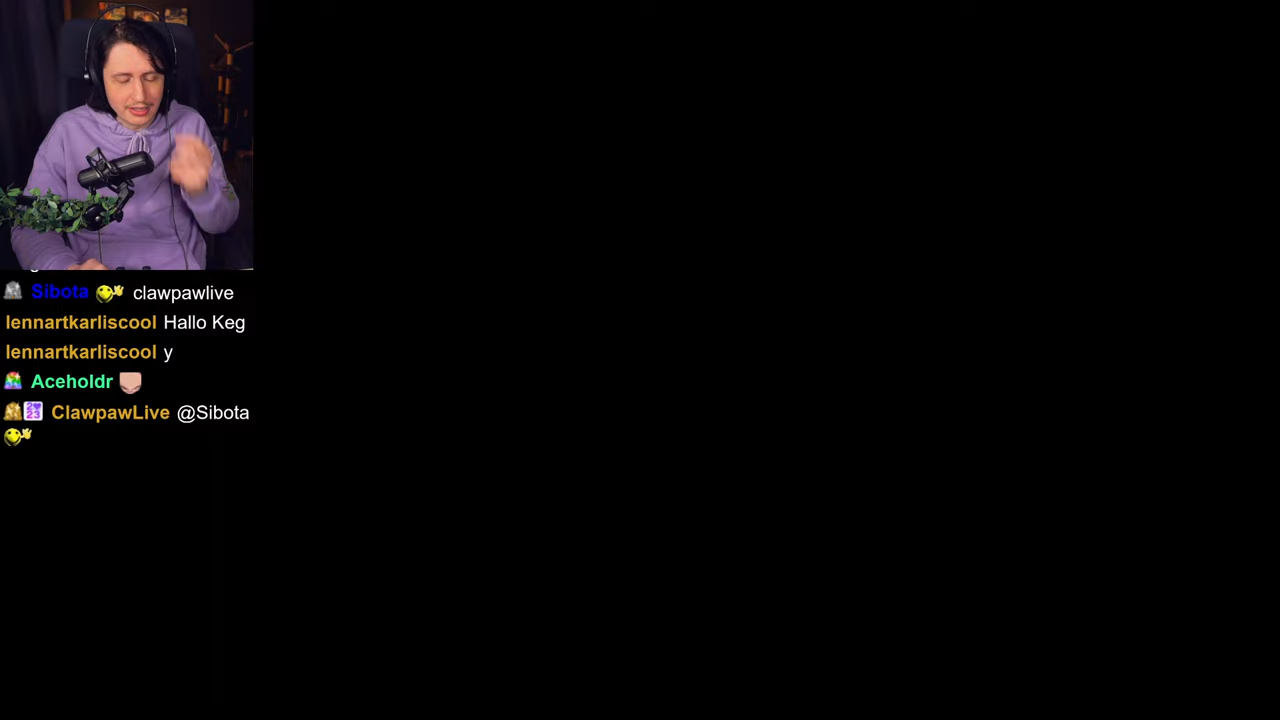 Sibota clawpawlive
lennartkarliscool Hallo Keg
lennartkarliscool y
Aceholdr
ClawpawLive @Sibota